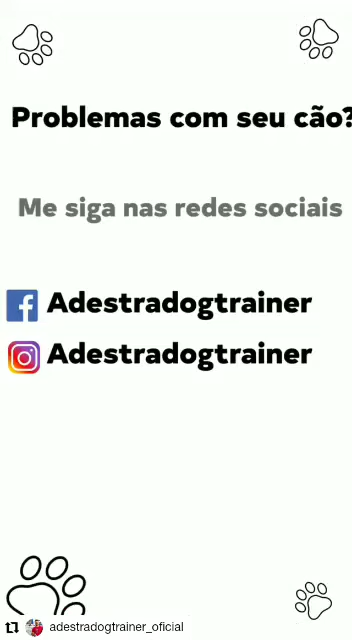 Problemas com seu cão?
Me siga nas redes sociais
Adestradogtrainer
Adestradogtrainer
adestradogtrainer_oficial